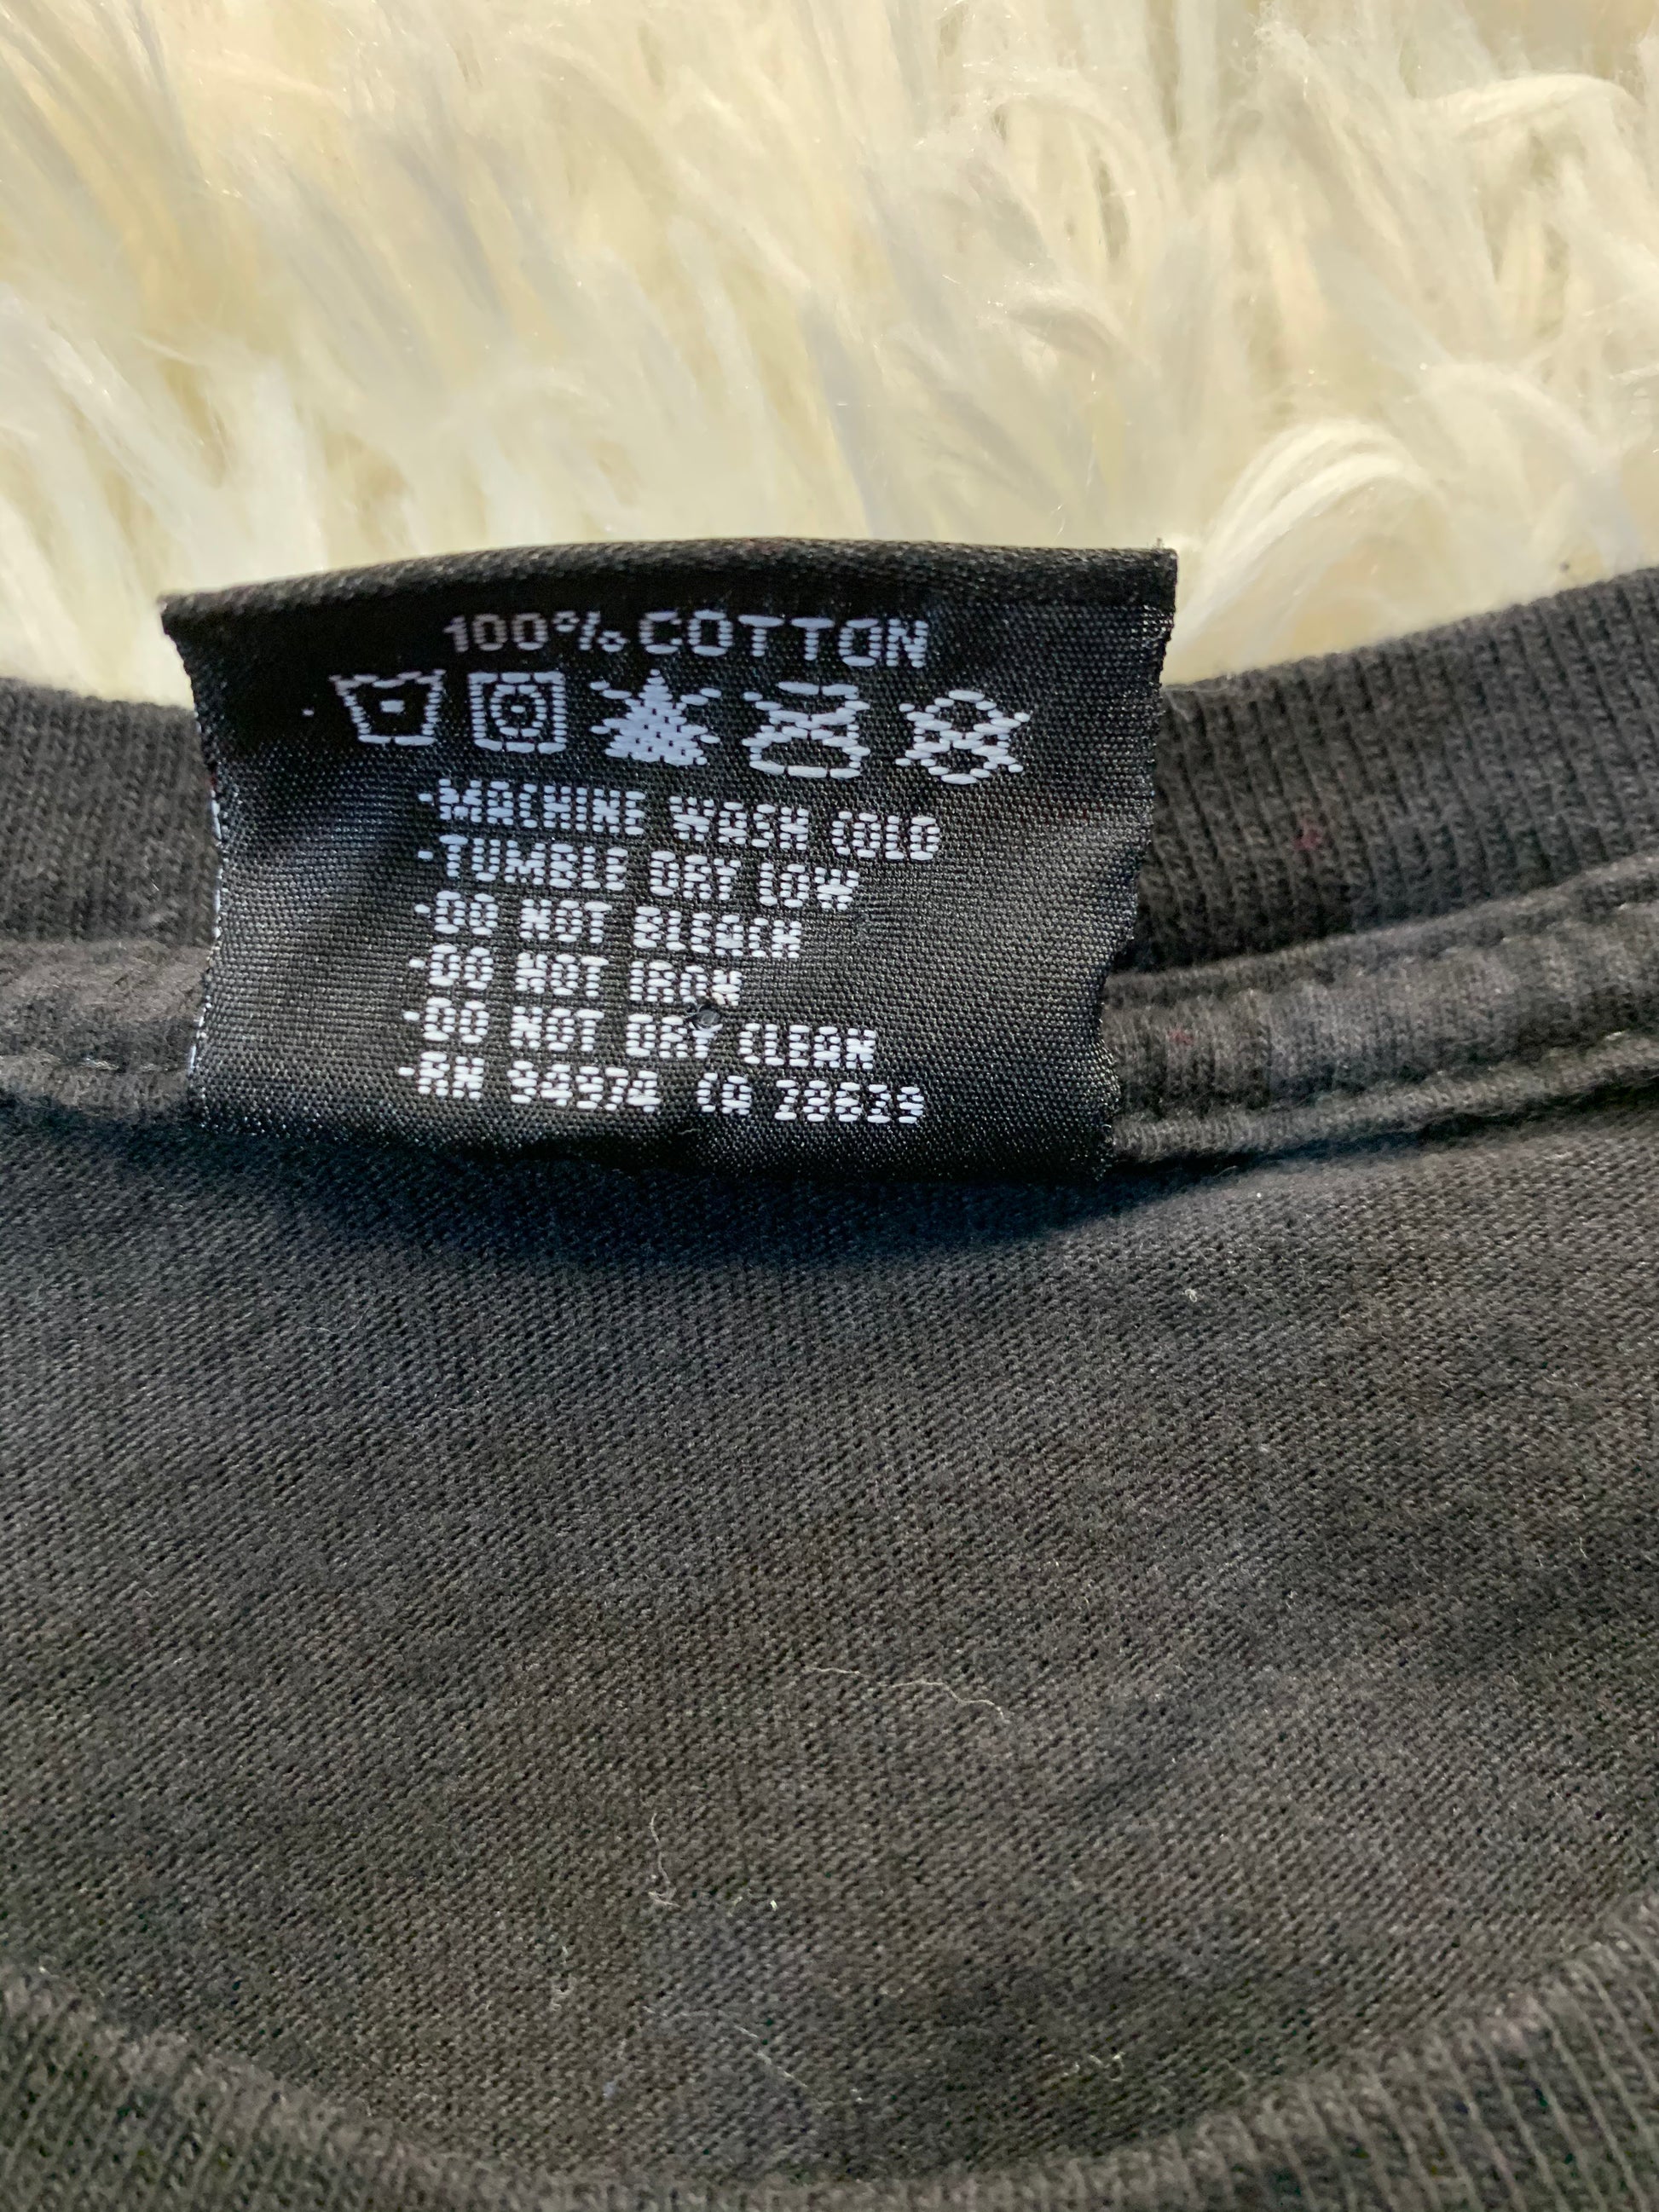 100% COTTON
-MACHINE WASH COLD
-TUMBLE DRY LOW
-DO NOT BLEACH
-DO NOT IRON
-DO NOT DRY CLEAN
-RN 94974 CA